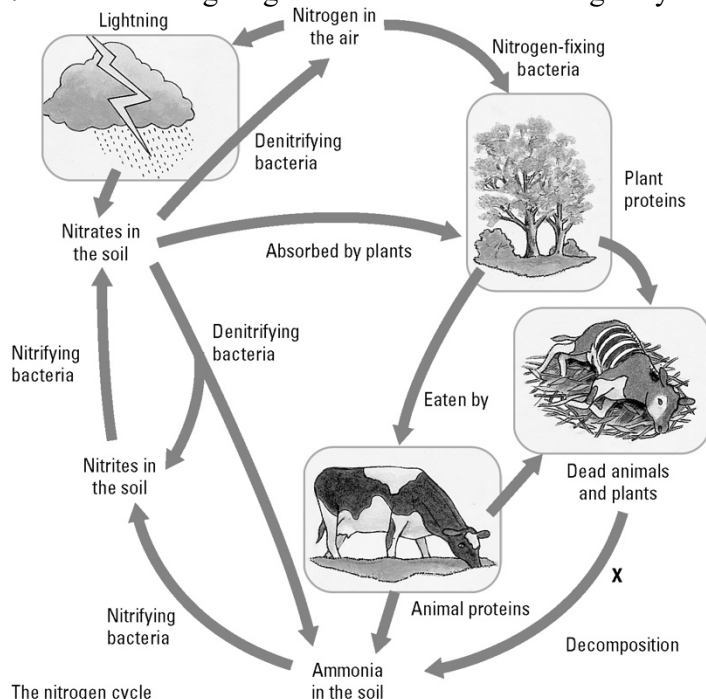 Lightning
Nitrogen in
the air
Nitrogen-fixing
bacteria
Denitrifying
bacteria
Plant
proteins
Nitrates in
the soil
Absorbed by plants
Denitrifying
bacteria
Nitrifying
bacteria
Eaten by
Nitrites in
the soil
Dead animals
and plants
X
Nitrifying
bacteria
Animal proteins
Decomposition
Ammonia
in the soil
The nitrogen cycle